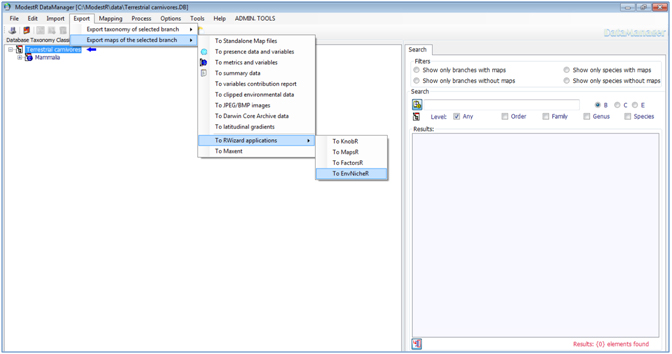 ModestR DataManager [C:\ModestR\data\Terrestrial carnivores.DB]
File Edit Import Export Mapping Process Options Tools Help ADMIN. TOOLS
DataManager
Export taxonomy of selected branch
Export maps of the selected branch
Database Taxonomy Class
Terrestrial carnivores
Mammalia
To Standalone Map files
To presence data and variables
To metrics and variables
To summary data
To variables contribution report
To clipped environmental data
To JPEG/BMP images
To Darwin Core Archive data
To latitudinal gradients
To RWizard applications
To Maxent
To KnobR
To MapsR
To FactorsR
To EnvNicheR
Search
Filters
Show only branches with maps Show only species with maps
Show only branches without maps Show only species without maps
Search
B C E
Level: Any Order Family Genus Species
Results:
Results: {0} elements found